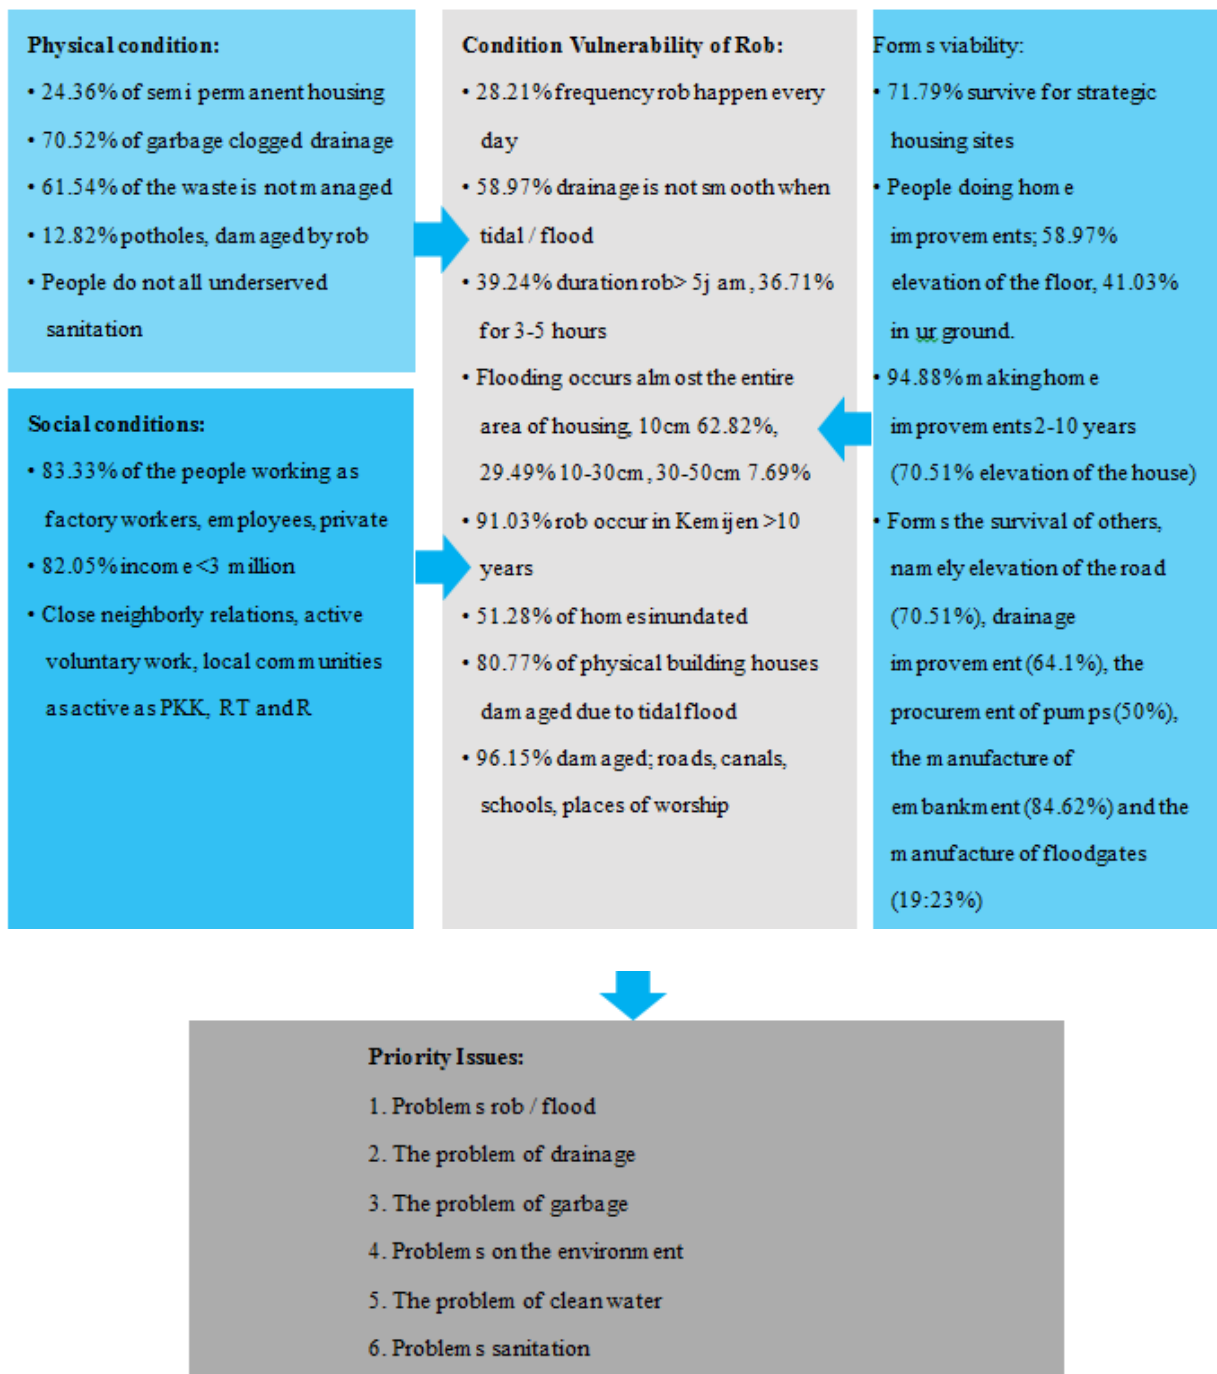 Physical condition:
• 24.36% of semi permanent housing
• 70.52% of garbage clogged drainage
• 61.54% of the waste is not managed
• 12.82% potholes, damaged by rob
• People do not all underserved
sanitation
Social conditions:
• 83.33% of the people working as
factory workers, employees, private
• 82.05% income <3 million
• Close neighborly relations, active
voluntary work, local communities
as active as PKK, RT and R
Condition Vulnerability of Rob:
• 28.21% frequency rob happen every
day
• 58.97% drainage is not smooth when
tidal / flood
• 39.24% duration rob> 5j am, 36.71%
for 3-5 hours
• Flooding occurs almost the entire
area of housing, 10cm 62.82%,
29.49% 10-30cm, 30-50cm 7.69%
• 91.03% rob occur in Kemijen >10
years
• 51.28% of homes inundated
• 80.77% of physical building houses
damaged due to tidal flood
• 96.15% damaged; roads, canals,
schools, places of worship
Forms viability:
• 71.79% survive for strategic
housing sites
• People doing home
improvements; 58.97%
elevation of the floor, 41.03%
in ur ground.
• 94.88% making home
improvements 2-10 years
(70.51% elevation of the house)
• Forms the survival of others,
namely elevation of the road
(70.51%), drainage
improvement (64.1%), the
procurement of pumps (50%),
the manufacture of
embankment (84.62%) and the
manufacture of floodgates
(19:23%)
Priority Issues:
1. Problems rob / flood
2. The problem of drainage
3. The problem of garbage
4. Problems on the environment
5. The problem of clean water
6. Problems sanitation